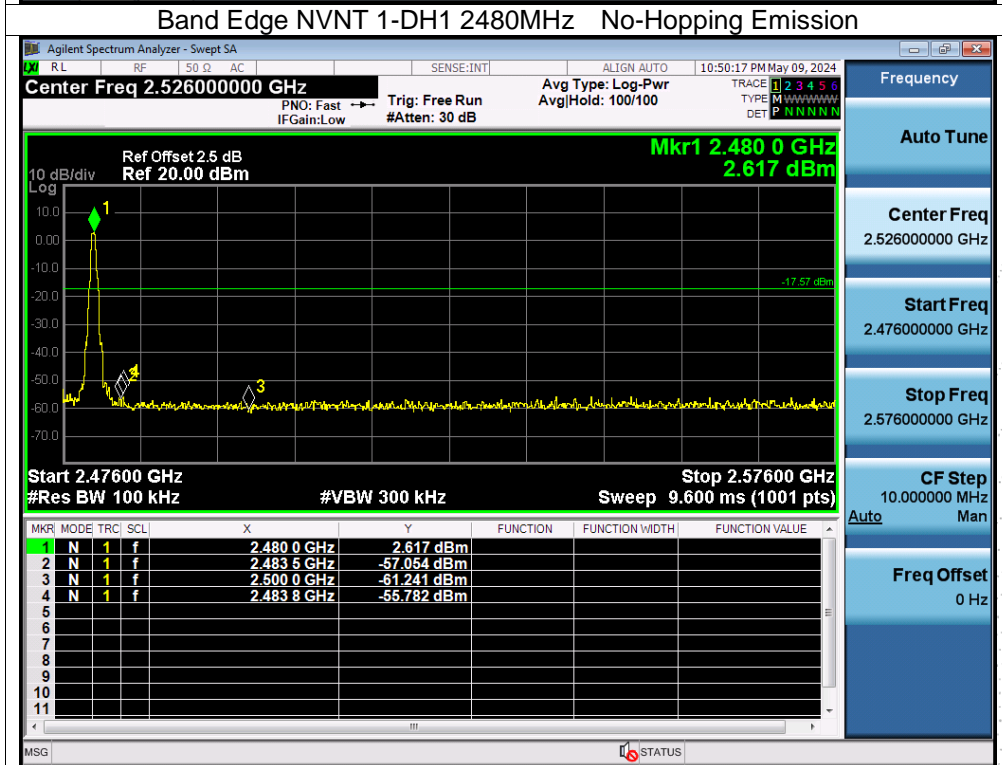 Band Edge NVNT 1-DH1 2480MHz No-Hopping Emission
Agilent Spectrum Analyzer - Swept SA
LXI RL RF 50 Ω AC SENSE:INT ALIGN AUTO 10:50:17 PM May 09, 2024
Center Freq 2.526000000 GHz
PNO: Fast
IFGain:Low
Trig: Free Run
#Atten: 30 dB
Avg Type: Log-Pwr
Avg|Hold: 100/100
TRACE 1 2 3 4 5 6
TYPE M WWWWW
DET P N N N N N
Ref Offset 2.5 dB
10 dB/div Ref 20.00 dBm
Log
Mkr1 2.480 0 GHz
2.617 dBm
10.0
0.00
-10.0
-20.0
-30.0
-40.0
-50.0
-60.0
-70.0
1
-17.57 dBm
2
4
3
Start 2.47600 GHz Stop 2.57600 GHz
#Res BW 100 kHz #VBW 300 kHz Sweep 9.600 ms (1001 pts)
MKR MODE TRC SCL X Y FUNCTION FUNCTION WIDTH FUNCTION VALUE
1 N 1 f 2.480 0 GHz 2.617 dBm
2 N 1 f 2.483 5 GHz -57.054 dBm
3 N 1 f 2.500 0 GHz -61.241 dBm
4 N 1 f 2.483 8 GHz -55.782 dBm
5
6
7
8
9
10
11
MSG STATUS
Frequency
Auto Tune
Center Freq
2.526000000 GHz
Start Freq
2.476000000 GHz
Stop Freq
2.576000000 GHz
CF Step
10.000000 MHz
Auto Man
Freq Offset
0 Hz